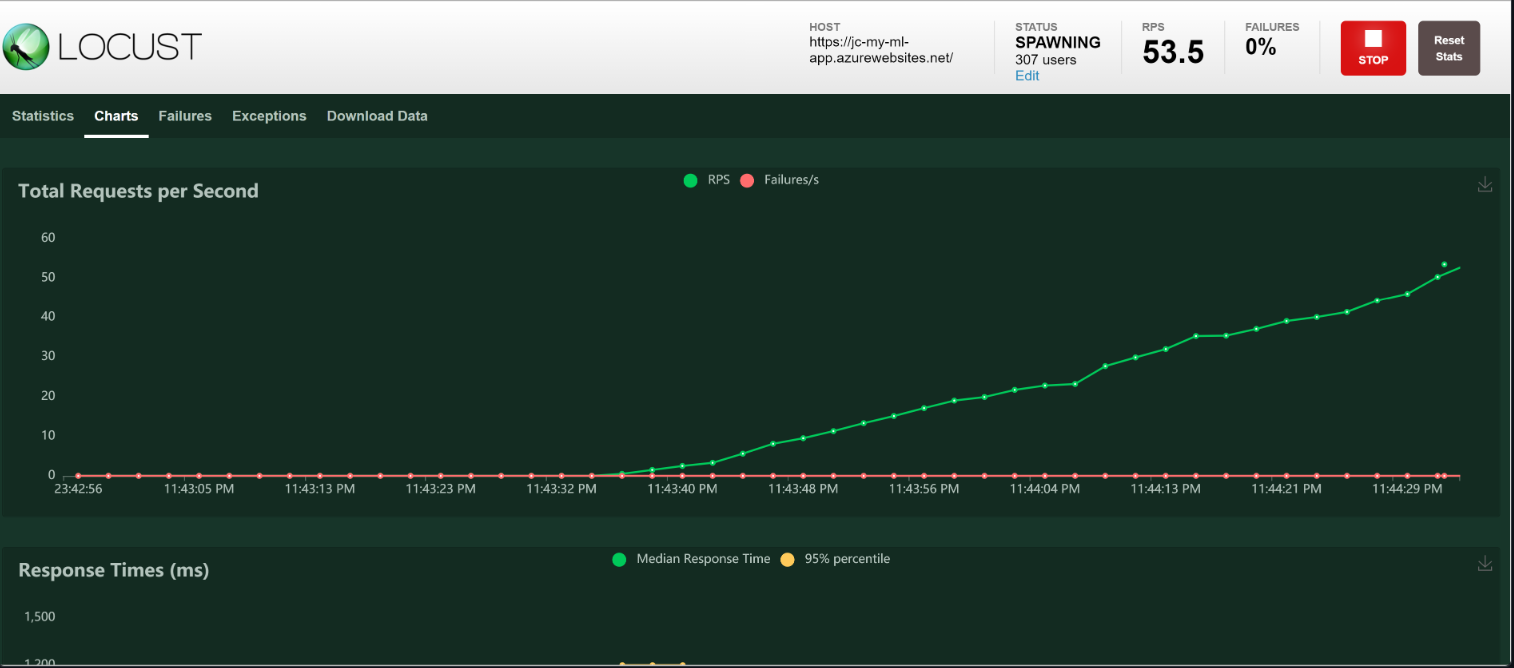 LOCUST
HOST
https://jc-my-ml-
app.azurewebsites.net/
STATUS
SPAWNING
307 users
Edit
RPS
53.5
FAILURES
0%
STOP
Reset
Stats
Statistics Charts Failures Exceptions Download Data
Total Requests per Second
RPS Failures/s
60
50
40
30
20
10
0
23:42:56 11:43:05 PM 11:43:13 PM 11:43:23 PM 11:43:32 PM 11:43:40 PM 11:43:48 PM 11:43:56 PM 11:44:04 PM 11:44:13 PM 11:44:21 PM 11:44:29 PM
Response Times (ms)
Median Response Time 95% percentile
1,500
1,200